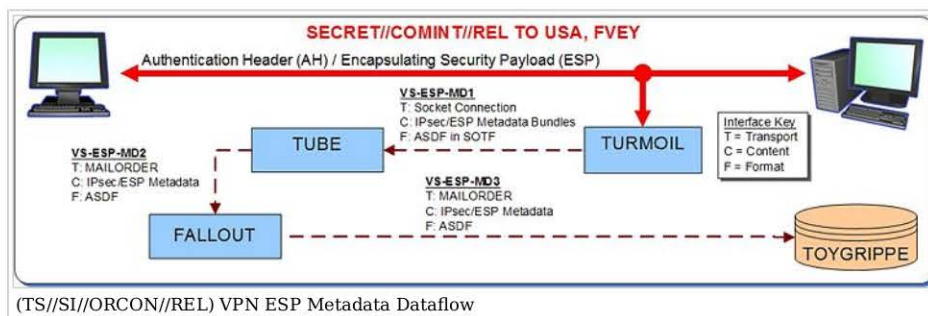 SECRET//COMINT//REL TO USA, FVEY
Authentication Header (AH) / Encapsulating Security Payload (ESP)
VS-ESP-MD1
T: Socket Connection
C: IPsec/ESP Metadata Bundles
F: ASDF in SOTF
TUBE
TURMOIL
Interface Key
T = Transport
C = Content
F = Format
VS-ESP-MD2
T: MAILORDER
C: IPsec/ESP Metadata
F: ASDF
VS-ESP-MD3
T: MAILORDER
C: IPsec/ESP Metadata
F: ASDF
FALLOUT
TOYGRIPPE
(TS//SI//ORCON//REL) VPN ESP Metadata Dataflow